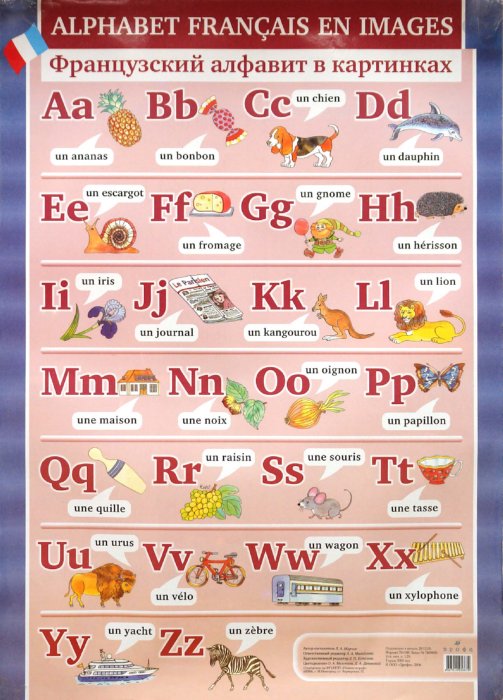 ALPHABET FRANÇAIS EN IMAGES
Французский алфавит в картинках
Aa Bb Cc un chien Dd
un ananas un bonbon un dauphin
Ee un escargot Ff Gg un gnome Hh
un fromage un hérisson
Ii un iris Jj Le Parisien Kk Ll un lion
un journal un kangourou
Mm Nn Oo un oignon Pp
une maison une noix un papillon
Qq Rr un raisin Ss une souris Tt
une quille une tasse
Uu un urus Vv Ww un wagon Xx
un vélo un xylophone
Yy un yacht Zz un zèbre